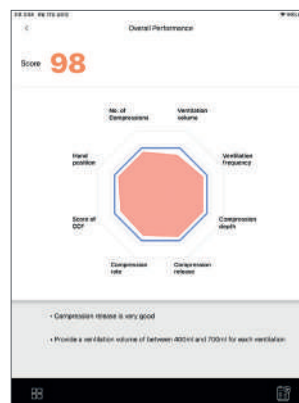 Overall Performance
Score 98
No. of
Compressions
Ventilation
volume
Hand
position
Ventilation
frequency
Score of
CCF
Compression
depth
Compression
rate
Compression
release
• Compression release is very good
• Provide a ventilation volume of between 400ml and 700ml for each ventilation